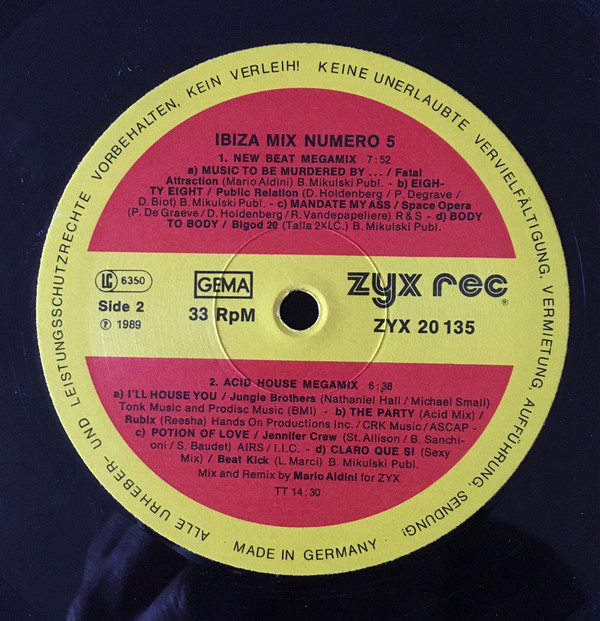 ALLE URHEBER- UND LEISTUNGSSCHUTZRECHTE VORBEHALTEN, KEIN VERLEIH! KEINE UNERLAUBTE VERVIELFÄLTIGUNG, VERMIETUNG, AUFFÜHRUNG, SENDUNG!
IBIZA MIX NUMERO 5
1. NEW BEAT MEGAMIX 7:52
a) MUSIC TO BE MURDERED BY ... / Fatal
Attraction (Mario Aldini) B. Mikulski Publ. - b) EIGH-
TY EIGHT / Public Relation (D. Holdenberg / P. Degrave /
D. Biot) B. Mikulski Publ. - c) MANDATE MY ASS / Space Opera
(P. De Graeve / D. Holdenberg / R. Vandepapeliere) R & S - d) BODY
TO BODY / Bigod 20 (Talla 2XLC.) B. Mikulski Publ.
LC 6350
GEMA
zyx rec®
Side 2
33 RpM
ZYX 20 135
℗ 1989
2. ACID HOUSE MEGAMIX 6:38
a) I'LL HOUSE YOU / Jungle Brothers (Nathaniel Hall / Michael Small)
Tonk Music and Prodisc Music (BMI) - b) THE PARTY (Acid Mix) /
Rubix (Reesha) Hands On Productions Inc. / CRK Music / ASCAP -
c) POTION OF LOVE / Jennifer Crew (St. Allison / B. Sanchi-
oni / S. Baudet) AIRS / I.I.C. - d) CLARO QUE SI (Sexy
Mix) / Beat Kick (L. Marci) B. Mikulski Publ.
Mix and Remix by Mario Aldini for ZYX
TT 14:30
· MADE IN GERMANY ·